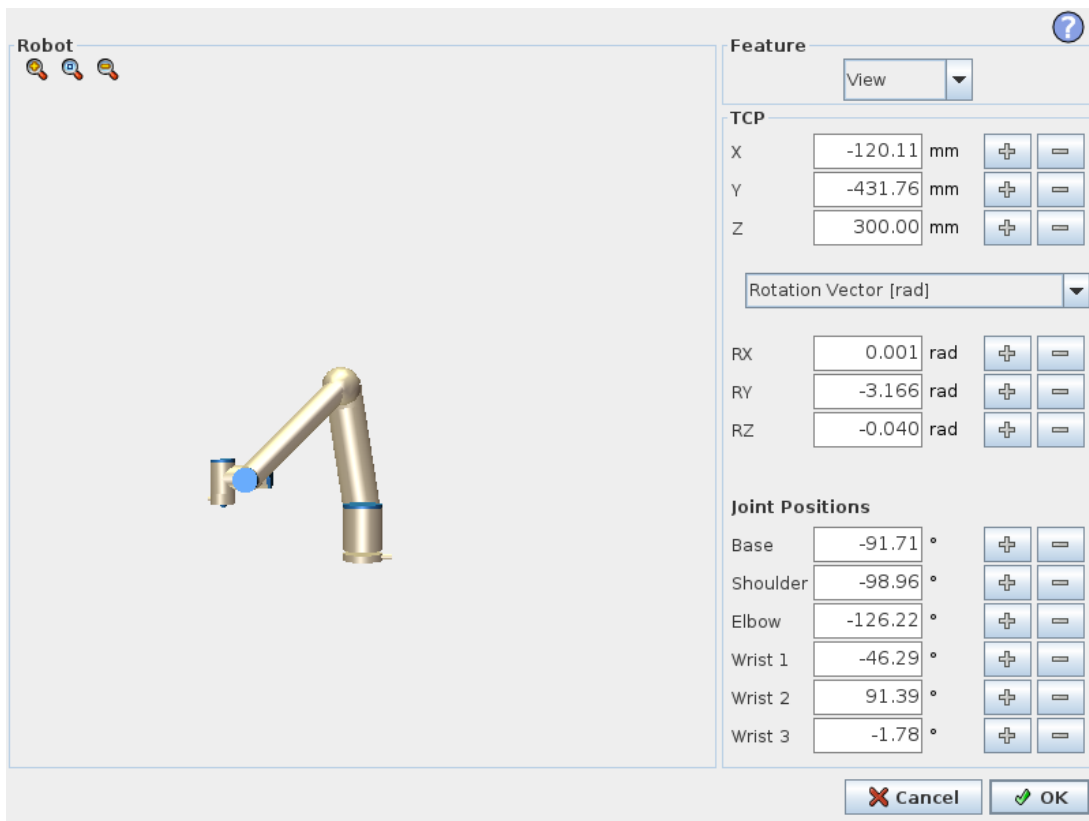 Robot
Feature
?
View
TCP
X -120.11 mm
Y -431.76 mm
Z 300.00 mm
Rotation Vector [rad]
RX 0.001 rad
RY -3.166 rad
RZ -0.040 rad
Joint Positions
Base -91.71 °
Shoulder -98.96 °
Elbow -126.22 °
Wrist 1 -46.29 °
Wrist 2 91.39 °
Wrist 3 -1.78 °
Cancel OK